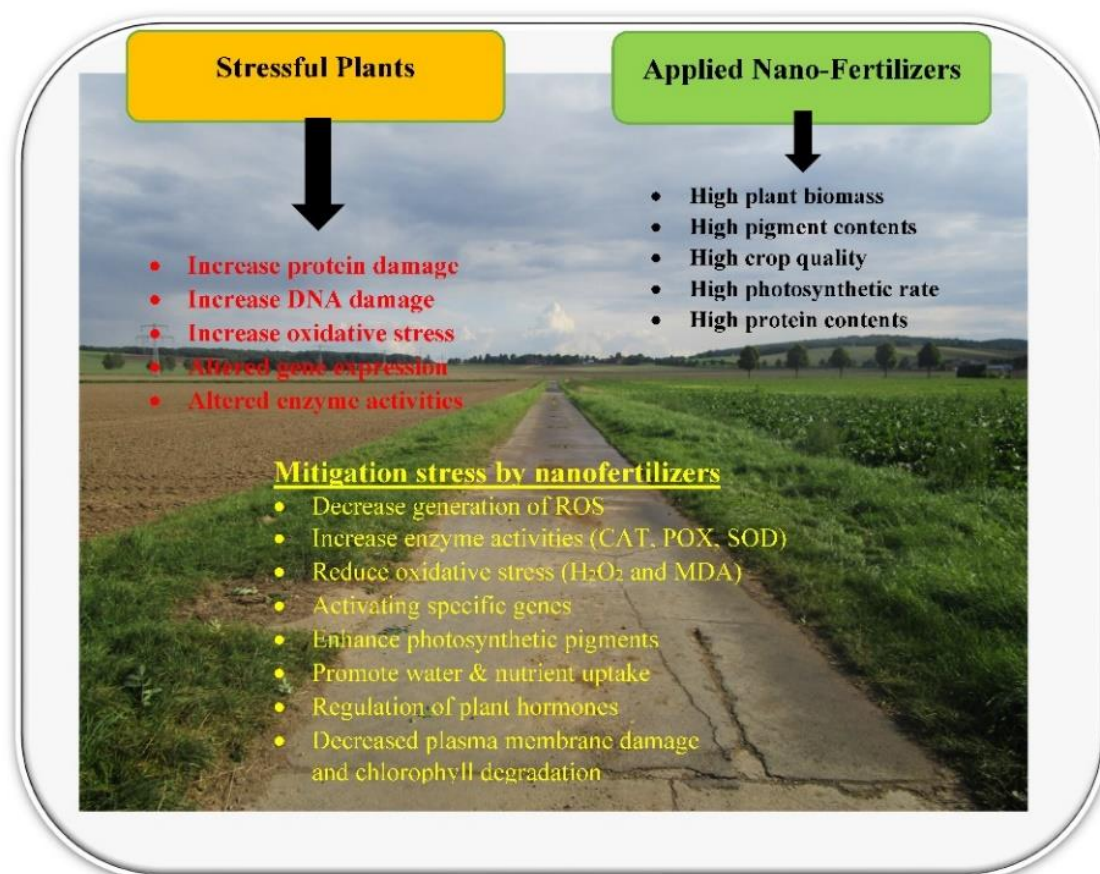 Stressful Plants
Applied Nano-Fertilizers
• Increase protein damage
• Increase DNA damage
• Increase oxidative stress
• Altered gene expression
• Altered enzyme activities
• High plant biomass
• High pigment contents
• High crop quality
• High photosynthetic rate
• High protein contents
Mitigation stress by nanofertilizers
• Decrease generation of ROS
• Increase enzyme activities (CAT, POX, SOD)
• Reduce oxidative stress (H₂O₂ and MDA)
• Activating specific genes
• Enhance photosynthetic pigments
• Promote water & nutrient uptake
• Regulation of plant hormones
• Decreased plasma membrane damage
and chlorophyll degradation